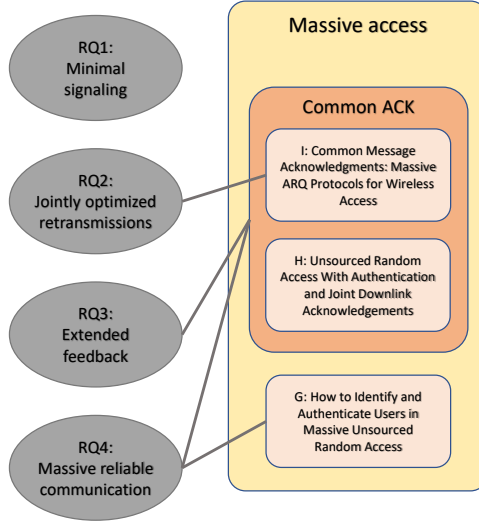 RQ1:
Minimal
signaling
RQ2:
Jointly optimized
retransmissions
RQ3:
Extended
feedback
RQ4:
Massive reliable
communication
Massive access
Common ACK
I: Common Message
Acknowledgments: Massive
ARQ Protocols for Wireless
Access
H: Unsourced Random
Access With Authentication
and Joint Downlink
Acknowledgements
G: How to Identify and
Authenticate Users in
Massive Unsourced
Random Access